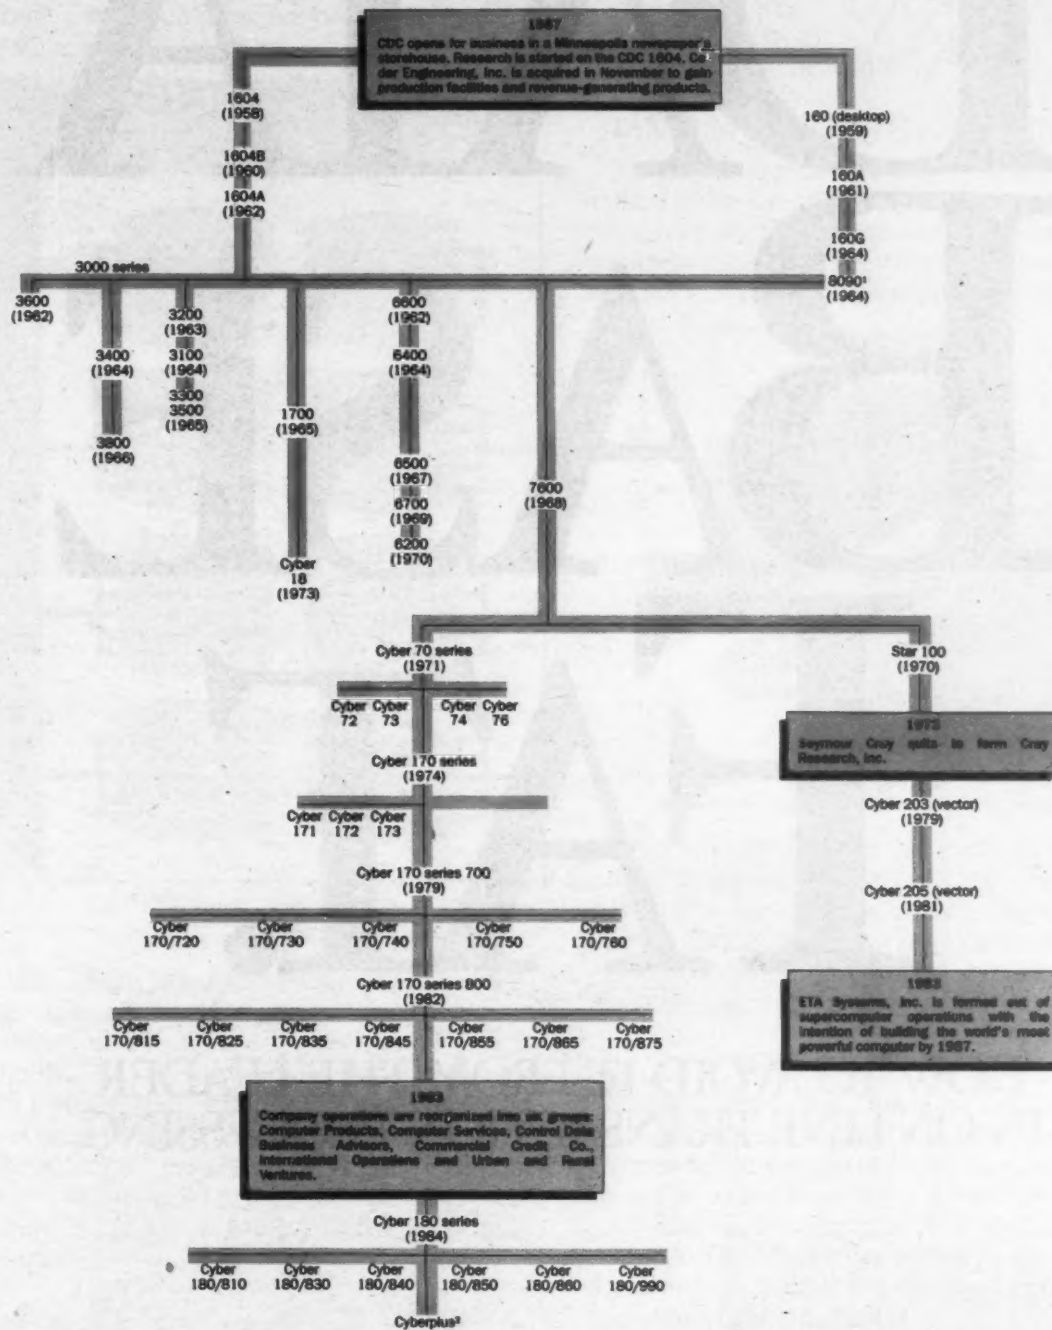 CDC opens for business in a Minneapolis newspaper
storehouse. Research is started on the CDC 1604. Ce-
der Engineering, Inc. is acquired in November to gain
production facilities and revenue-generating products.
1604
(1958)
1604B
(1960)
1604A
(1962)
160 (desktop)
(1959)
160A
(1961)
160G
(1964)
8090¹
(1964)
3000 series
3600
(1962)
3400
(1964)
3800
(1966)
3200
(1963)
3100
(1964)
3300
3500
(1965)
1700
(1965)
Cyber
18
(1973)
6600
(1962)
6400
(1964)
6500
(1967)
6700
(1969)
6200
(1970)
7600
(1968)
Cyber 70 series
(1971)
Cyber Cyber Cyber Cyber
72 73 74 76
Cyber 170 series
(1974)
Cyber Cyber Cyber
171 172 173
Cyber 170 series 700
(1979)
Cyber Cyber Cyber Cyber Cyber
170/720 170/730 170/740 170/750 170/760
Cyber 170 series 800
(1982)
Cyber Cyber Cyber Cyber Cyber Cyber Cyber
170/815 170/825 170/835 170/845 170/855 170/865 170/875
Star 100
(1970)
Seymour Cray quits to form Cray
Research, Inc.
Cyber 203 (vector)
(1979)
Cyber 205 (vector)
(1981)
ETA Systems, Inc. is formed out of
supercomputer operations with the
intention of building the world's most
powerful computer by 1987.
1983
Company operations are reorganized into six groups:
Computer Products, Computer Services, Control Data
Business Advisors, Commercial Credit Co.,
International Operations and Urban and Rural
Ventures.
Cyber 180 series
(1984)
Cyber Cyber Cyber Cyber Cyber Cyber
180/810 180/830 180/840 180/850 180/860 180/990
Cyberplus²